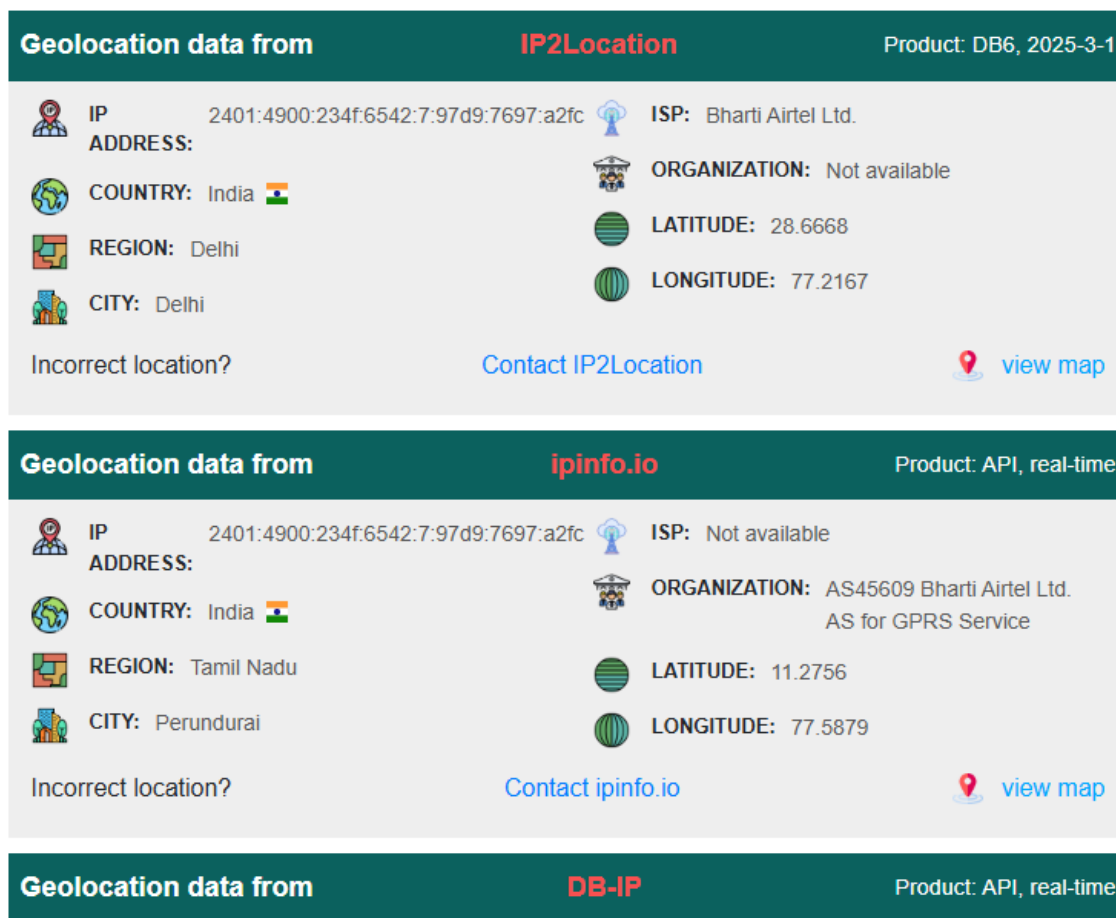 Geolocation data from IP2Location Product: DB6, 2025-3-1
IP ADDRESS: 2401:4900:234f:6542:7:97d9:7697:a2fc
COUNTRY: India
REGION: Delhi
CITY: Delhi
ISP: Bharti Airtel Ltd.
ORGANIZATION: Not available
LATITUDE: 28.6668
LONGITUDE: 77.2167
Incorrect location? Contact IP2Location view map
Geolocation data from ipinfo.io Product: API, real-time
IP ADDRESS: 2401:4900:234f:6542:7:97d9:7697:a2fc
COUNTRY: India
REGION: Tamil Nadu
CITY: Perundurai
ISP: Not available
ORGANIZATION: AS45609 Bharti Airtel Ltd.
AS for GPRS Service
LATITUDE: 11.2756
LONGITUDE: 77.5879
Incorrect location? Contact ipinfo.io view map
Geolocation data from DB-IP Product: API, real-time